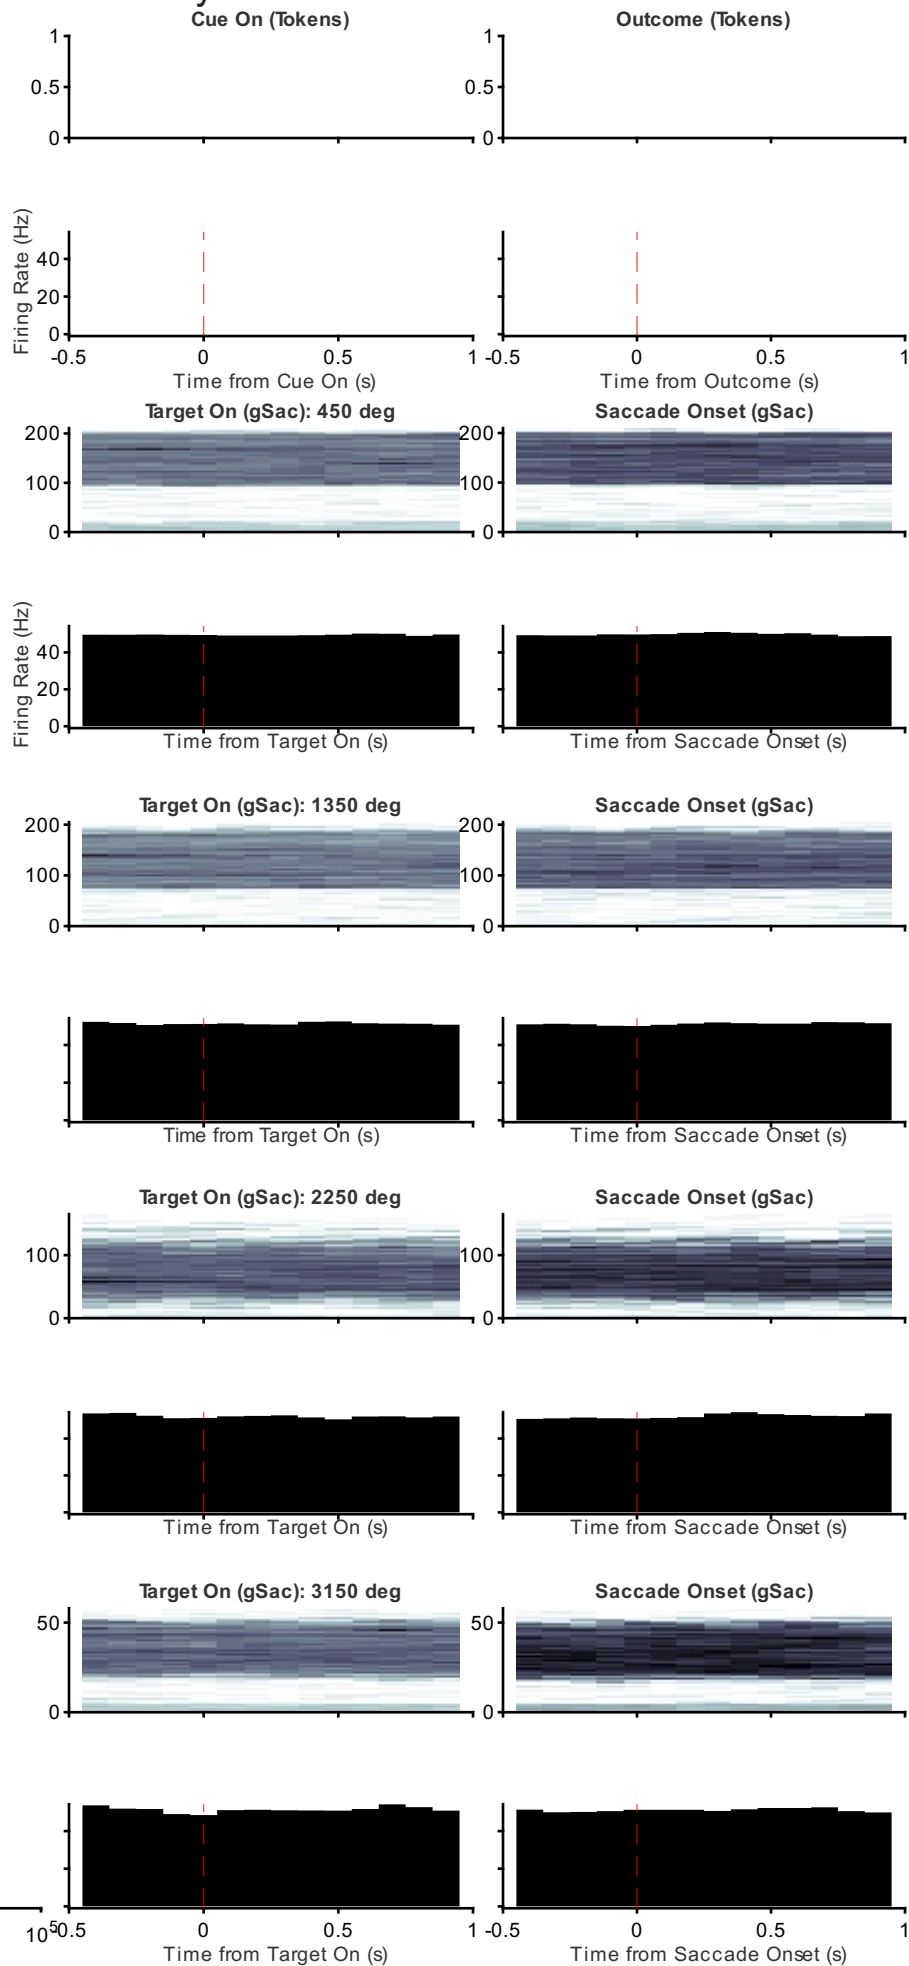 Cue On (Tokens) Outcome (Tokens)
1 1
0.5 0.5
0 0
Firing Rate (Hz)
40
20
0
-0.5 0 0.5 1 -0.5 0 0.5 1
Time from Cue On (s) Time from Outcome (s)
Target On (gSac): 450 deg Saccade Onset (gSac)
200 200
100 100
0 0
Firing Rate (Hz)
40
20
0
Time from Target On (s) Time from Saccade Onset (s)
Target On (gSac): 1350 deg Saccade Onset (gSac)
200 200
100 100
0 0
Time from Target On (s) Time from Saccade Onset (s)
Target On (gSac): 2250 deg Saccade Onset (gSac)
100 100
0 0
Time from Target On (s) Time from Saccade Onset (s)
Target On (gSac): 3150 deg Saccade Onset (gSac)
50 50
0 0
10⁵ -0.5 0 0.5 1 -0.5 0 0.5 1
Time from Target On (s) Time from Saccade Onset (s)